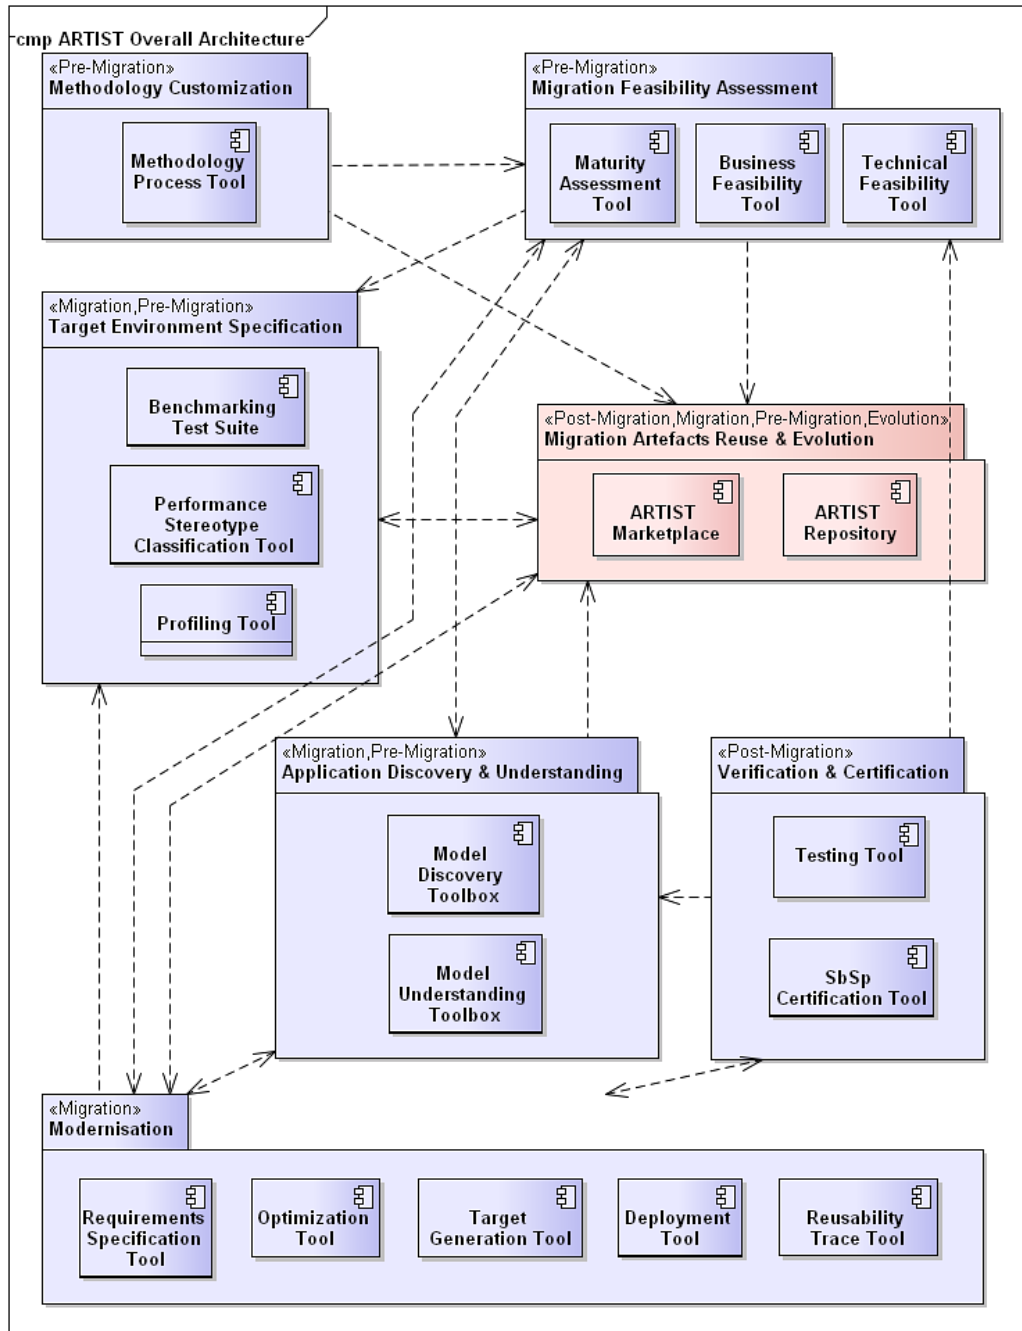 cmp ARTIST Overall Architecture
«Pre-Migration»
Methodology Customization
Methodology
Process Tool
«Pre-Migration»
Migration Feasibility Assessment
Maturity
Assessment
Tool
Business
Feasibility
Tool
Technical
Feasibility
Tool
«Migration,Pre-Migration»
Target Environment Specification
Benchmarking
Test Suite
Performance
Stereotype
Classification Tool
Profiling Tool
«Post-Migration,Migration,Pre-Migration,Evolution»
Migration Artefacts Reuse & Evolution
ARTIST
Marketplace
ARTIST
Repository
«Migration,Pre-Migration»
Application Discovery & Understanding
Model
Discovery
Toolbox
Model
Understanding
Toolbox
«Post-Migration»
Verification & Certification
Testing Tool
SbSp
Certification Tool
«Migration»
Modernisation
Requirements
Specification
Tool
Optimization
Tool
Target
Generation Tool
Deployment
Tool
Reusability
Trace Tool